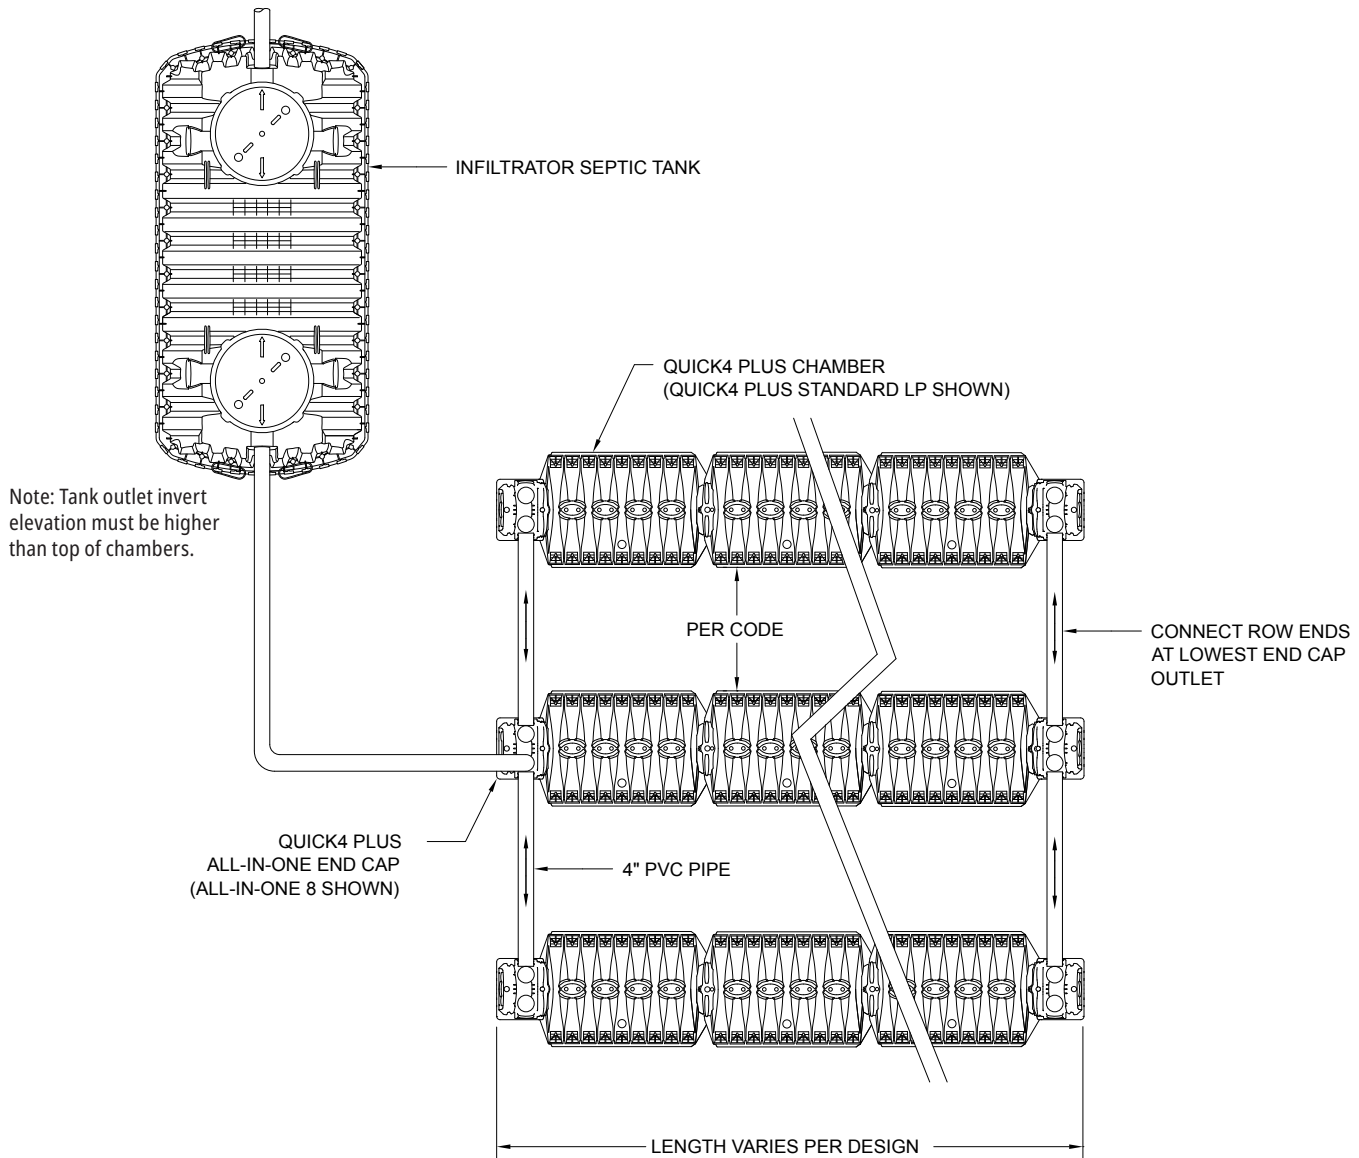 INFILTRATOR SEPTIC TANK
QUICK4 PLUS CHAMBER
(QUICK4 PLUS STANDARD LP SHOWN)
Note: Tank outlet invert
elevation must be higher
than top of chambers.
PER CODE
CONNECT ROW ENDS
AT LOWEST END CAP
OUTLET
QUICK4 PLUS
ALL-IN-ONE END CAP
(ALL-IN-ONE 8 SHOWN)
4" PVC PIPE
LENGTH VARIES PER DESIGN